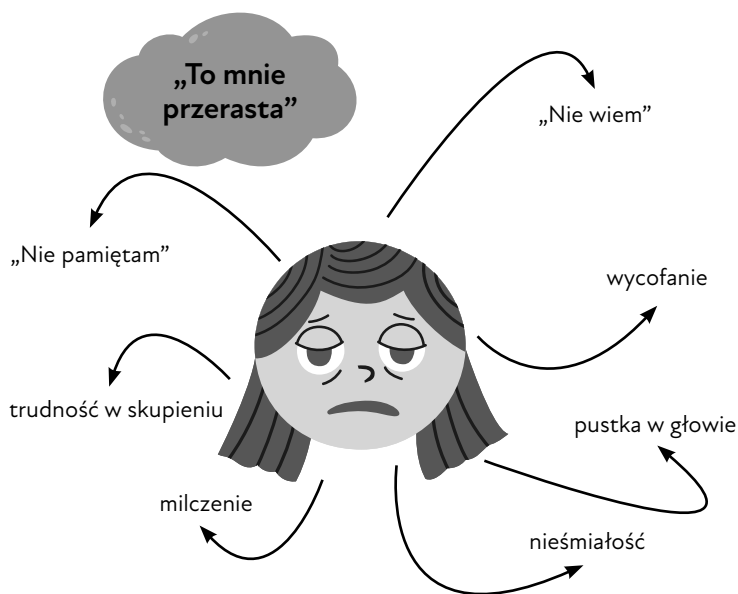 „To mnie
przerasta”
„Nie wiem”
„Nie pamiętam”
wycofanie
trudność w skupieniu
pustka w głowie
milczenie
nieśmiałość